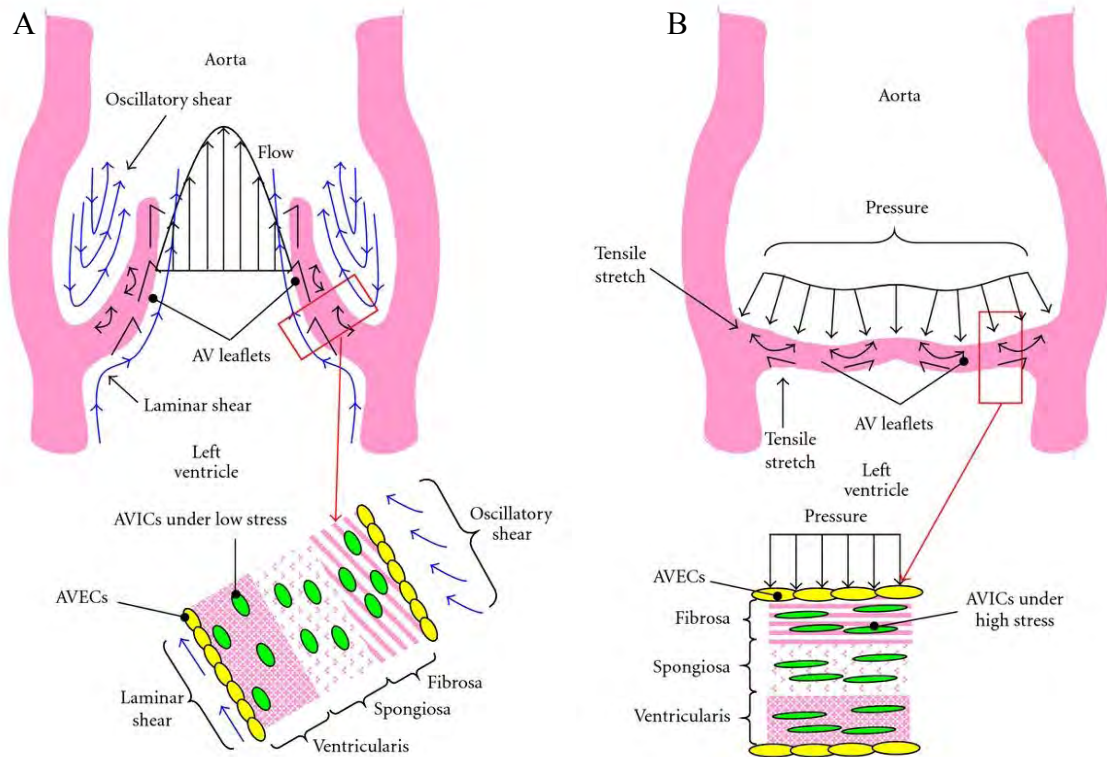 A
Aorta
Oscillatory shear
Flow
AV leaflets
Laminar shear
Left
ventricle
AVICs under low stress
Oscillatory
shear
AVECs
Laminar
shear
Fibrosa
Spongiosa
Ventricularis
B
Aorta
Pressure
Tensile
stretch
AV leaflets
Tensile
stretch
Left
ventricle
Pressure
AVECs
Fibrosa
AVICs under
high stress
Spongiosa
Ventricularis